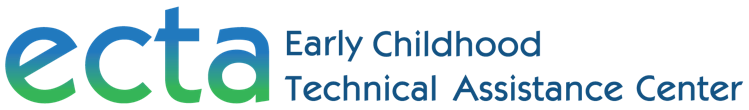 ecta
Early Childhood
Technical Assistance Center